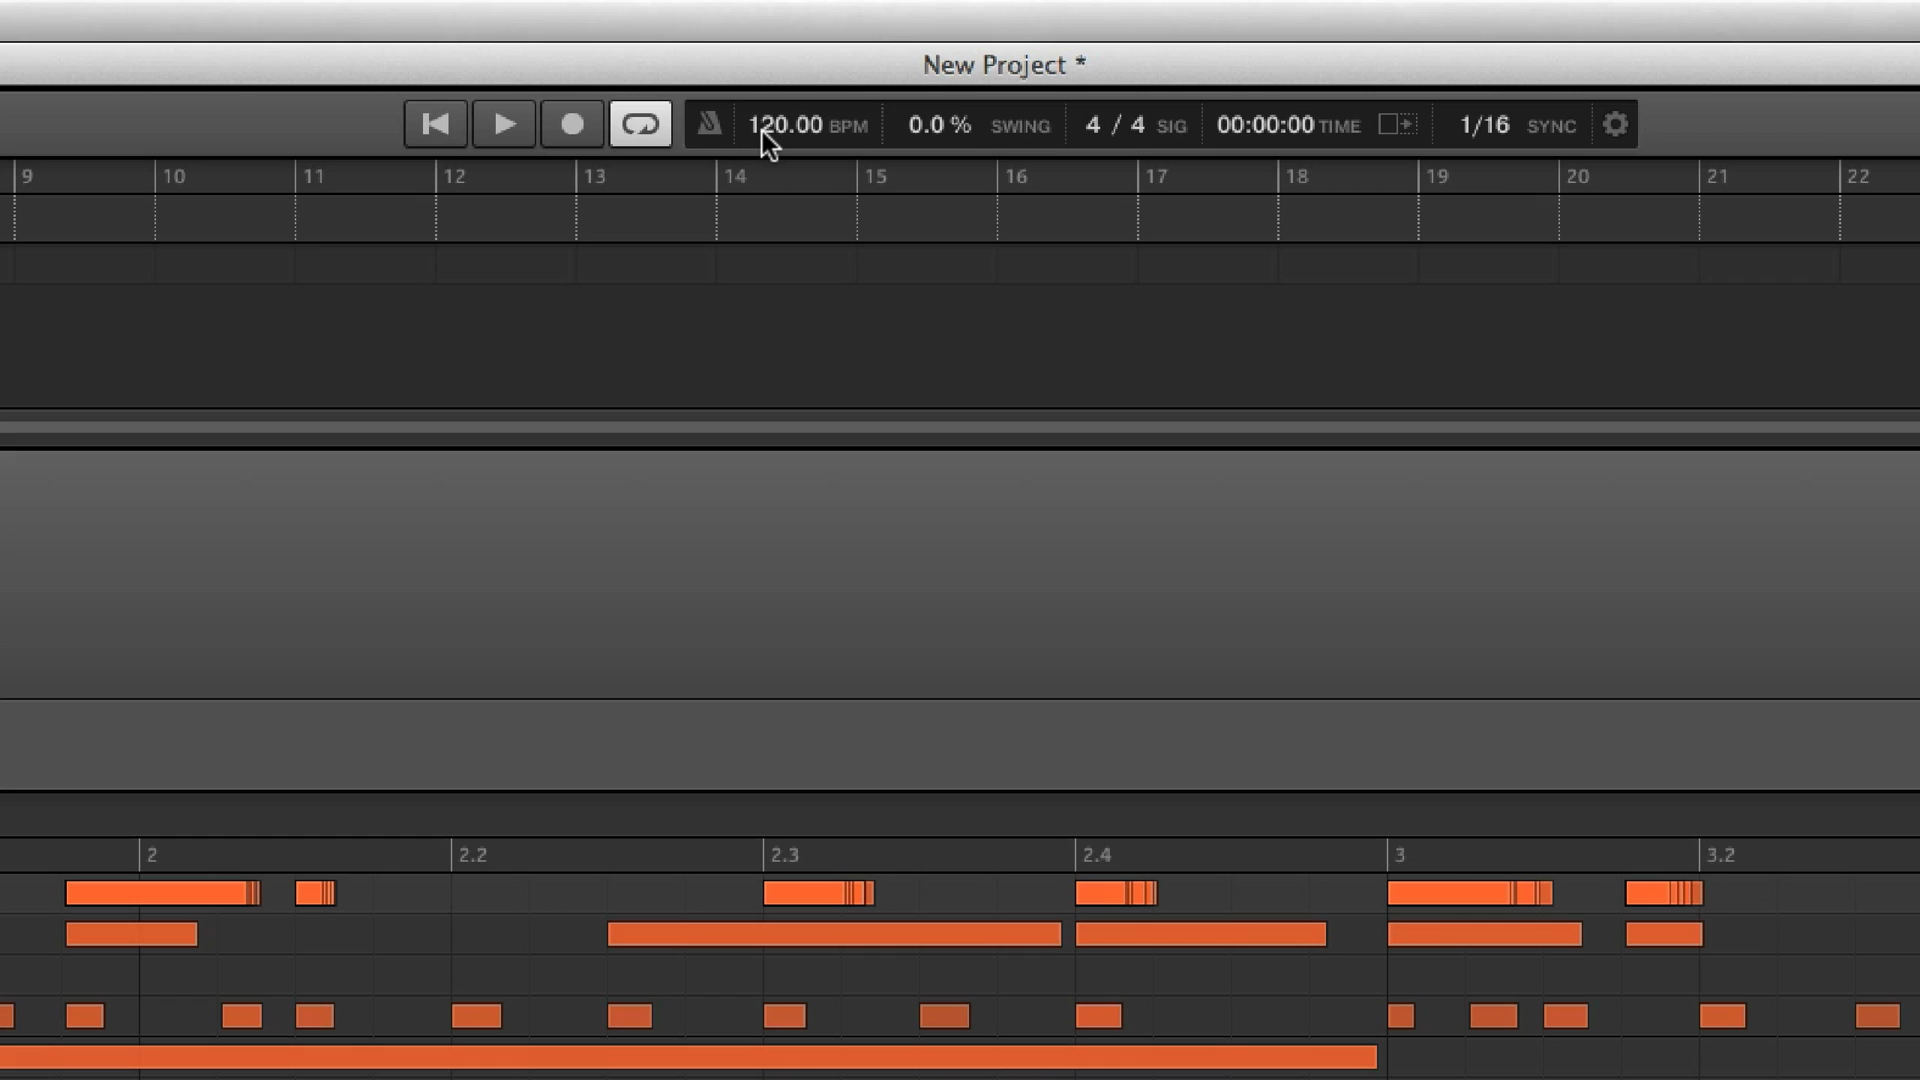 New Project *
120.00 BPM 0.0 % SWING 4 / 4 SIG 00:00:00 TIME 1/16 SYNC
9 10 11 12 13 14 15 16 17 18 19 20 21 22
2 2.2 2.3 2.4 3 3.2